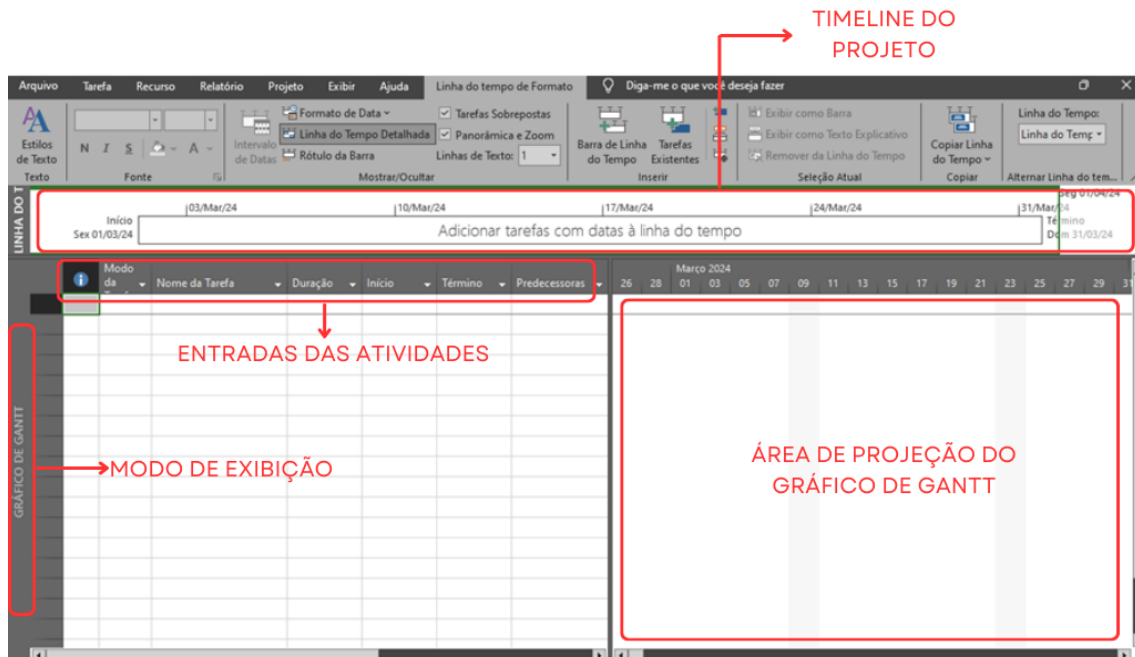 TIMELINE DO
PROJETO
Arquivo Tarefa Recurso Relatório Projeto Exibir Ajuda Linha do tempo de Formato Diga-me o que você deseja fazer
Estilos
de Texto
Texto
N I S A
Fonte
Intervalo
de Datas
Formato de Data
Linha do Tempo Detalhada
Rótulo da Barra
Tarefas Sobrepostas
Panorâmica e Zoom
Linhas de Texto: 1
Mostrar/Ocultar
Barra de Linha
do Tempo
Tarefas
Existentes
Inserir
Exibir como Barra
Exibir como Texto Explicativo
Remover da Linha do Tempo
Seleção Atual
Copiar Linha
do Tempo
Copiar
Linha do Tempo:
Linha do Temp
Alternar Linha do tem...
LINHA DO T
Seg 01/04/24
03/Mar/24 10/Mar/24 17/Mar/24 24/Mar/24 31/Mar/24
Início
Sex 01/03/24
Adicionar tarefas com datas à linha do tempo
Término
Dom 31/03/24
Modo
da
Nome da Tarefa Duração Início Término Predecessoras
Março 2024
26 28 01 03 05 07 09 11 13 15 17 19 21 23 25 27 29 31
ENTRADAS DAS ATIVIDADES
GRÁFICO DE GANTT
MODO DE EXIBIÇÃO
ÁREA DE PROJEÇÃO DO
GRÁFICO DE GANTT